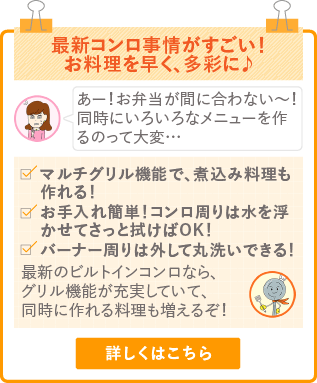 最新コンロ事情がすごい！
お料理を早く、多彩に♪
あー！お弁当が間に合わない〜！
同時にいろいろなメニューを作
るのって大変…
マルチグリル機能で、煮込み料理も
作れる！
お手入れ簡単！コンロ周りは水を浮
かせてさっと拭けばOK！
バーナー周りは外して丸洗いできる！
最新のビルトインコンロなら、
グリル機能が充実していて、
同時に作れる料理も増えるぞ！
詳しくはこちら